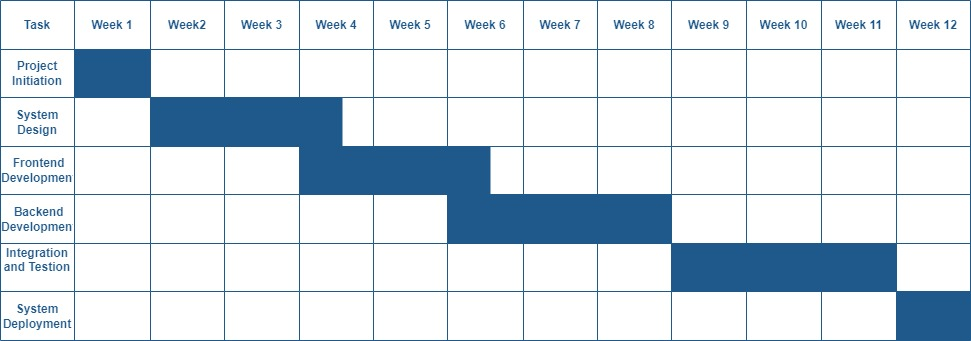 Task Week 1 Week2 Week 3 Week 4 Week 5 Week 6 Week 7 Week 8 Week 9 Week 10 Week 11 Week 12
Project
Initiation
System
Design
Frontend
Developmen
Backend
Developmen
Integration
and Testion
System
Deployment